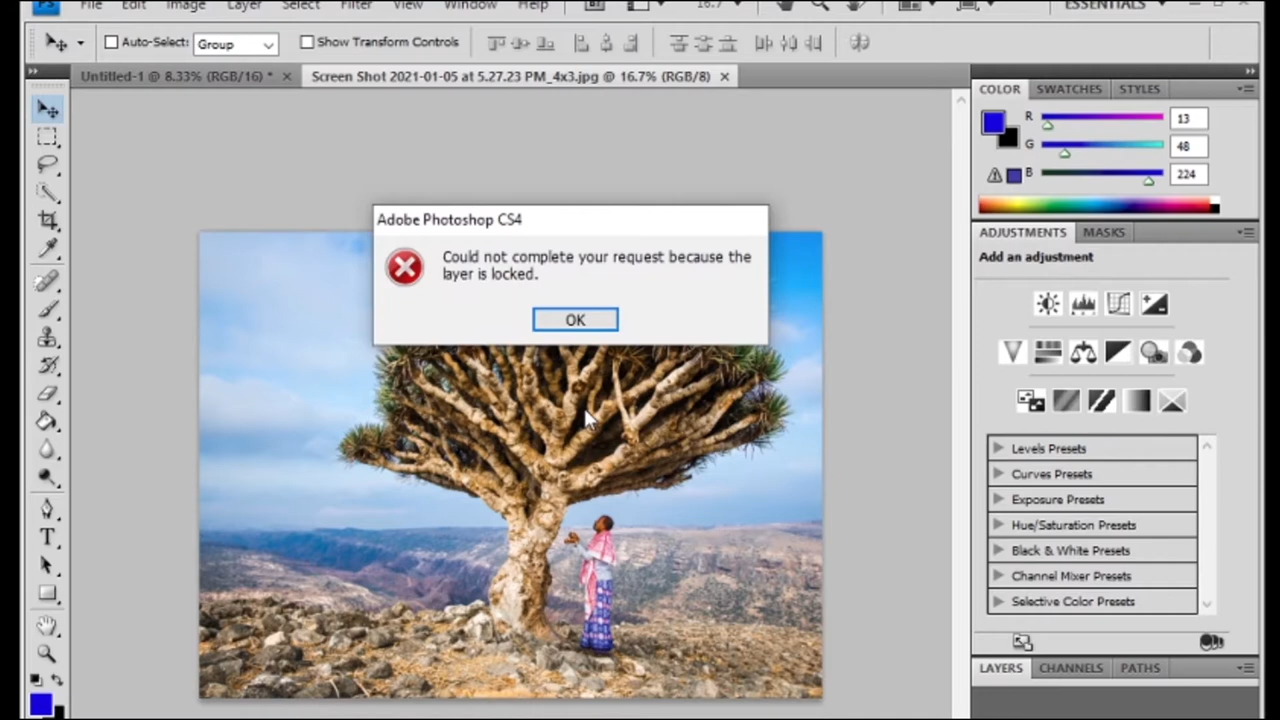 Ps File Edit Image Layer Select Filter View Window Help 16.7 ESSENTIALS
Auto-Select: Group Show Transform Controls
Untitled-1 @ 8.33% (RGB/16) * × Screen Shot 2021-01-05 at 5.27.23 PM_4x3.jpg @ 16.7% (RGB/8) ×
COLOR SWATCHES STYLES
R 13
G 48
B 224
Adobe Photoshop CS4
Could not complete your request because the
layer is locked.
OK
ADJUSTMENTS MASKS
Add an adjustment
Levels Presets
Curves Presets
Exposure Presets
Hue/Saturation Presets
Black & White Presets
Channel Mixer Presets
Selective Color Presets
T
LAYERS CHANNELS PATHS